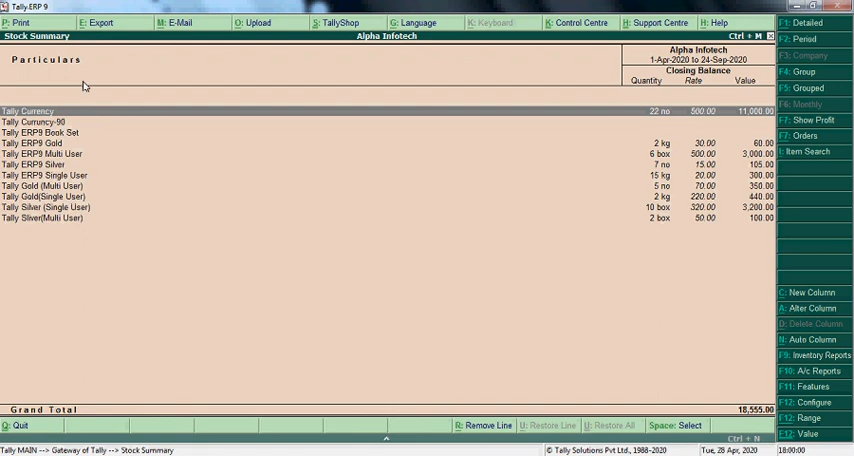 Tally.ERP 9
P: Print E: Export M: E-Mail O: Upload S: TallyShop G: Language K: Keyboard K: Control Centre H: Support Centre H: Help
Stock Summary Alpha Infotech Ctrl + M
Particulars
Alpha Infotech
1-Apr-2020 to 24-Sep-2020
Closing Balance
Quantity Rate Value
Tally Currency 22 no 500.00 11,000.00
Tally Curruncy-90
Tally ERP9 Book Set
Tally ERP9 Gold 2 kg 30.00 60.00
Tally ERP9 Multi User 6 box 500.00 3,000.00
Tally ERP9 Silver 7 no 15.00 105.00
Tally ERP9 Single User 15 kg 20.00 300.00
Tally Gold (Multi User) 5 no 70.00 350.00
Tally Gold(Single User) 2 kg 220.00 440.00
Tally Silver (Single User) 10 box 320.00 3,200.00
Tally Sliver(Multi User) 2 box 50.00 100.00
Grand Total 18,555.00
Q: Quit R: Remove Line U: Restore Line U: Restore All Space: Select
Ctrl + N
Tally MAIN --> Gateway of Tally --> Stock Summary © Tally Solutions Pvt Ltd., 1988-2020 Tue, 28 Apr, 2020 18:00:00
F1: Detailed
F2: Period
F3: Company
F4: Group
F5: Grouped
F6: Monthly
F7: Show Profit
F7: Orders
I: Item Search
C: New Column
A: Alter Column
D: Delete Column
N: Auto Column
F9: Inventory Reports
F10: A/c Reports
F11: Features
F12: Configure
F12: Range
F12: Value